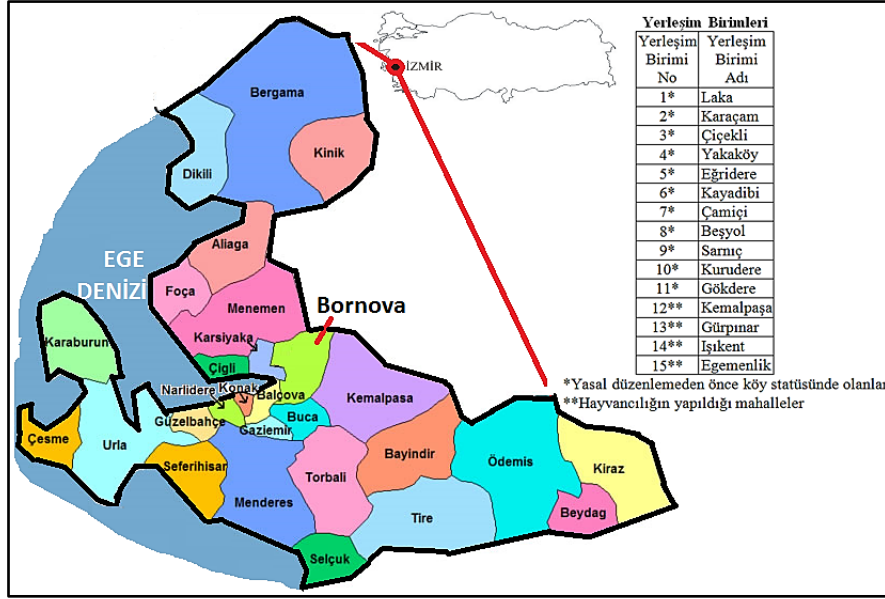 Yerleşim Birimleri
Yerleşim Birimi No Yerleşim Birimi Adı
1* Laka
2* Karaçam
3* Çiçekli
4* Yakaköy
5* Eğridere
6* Kayadibi
7* Çamiçi
8* Beşyol
9* Sarnıç
10* Kurudere
11* Gökdere
12** Kemalpaşa
13** Gürpınar
14** Işıkent
15** Egemenlik
*Yasal düzenlemeden önce köy statüsünde olanlar
**Hayvancılığın yapıldığı mahalleler
İZMİR
Bergama
Kinik
Dikili
Aliaga
EGE
DENİZİ
Foça
Menemen
Bornova
Karsiyaka
Karaburun
Çigli
Narlidere
Konak
Balçova
Kemalpasa
Güzelbahçe
Buca
Gaziemir
Çesme
Urla
Seferihisar
Bayindir
Ödemis
Kiraz
Torbali
Menderes
Tire
Beydag
Selçuk